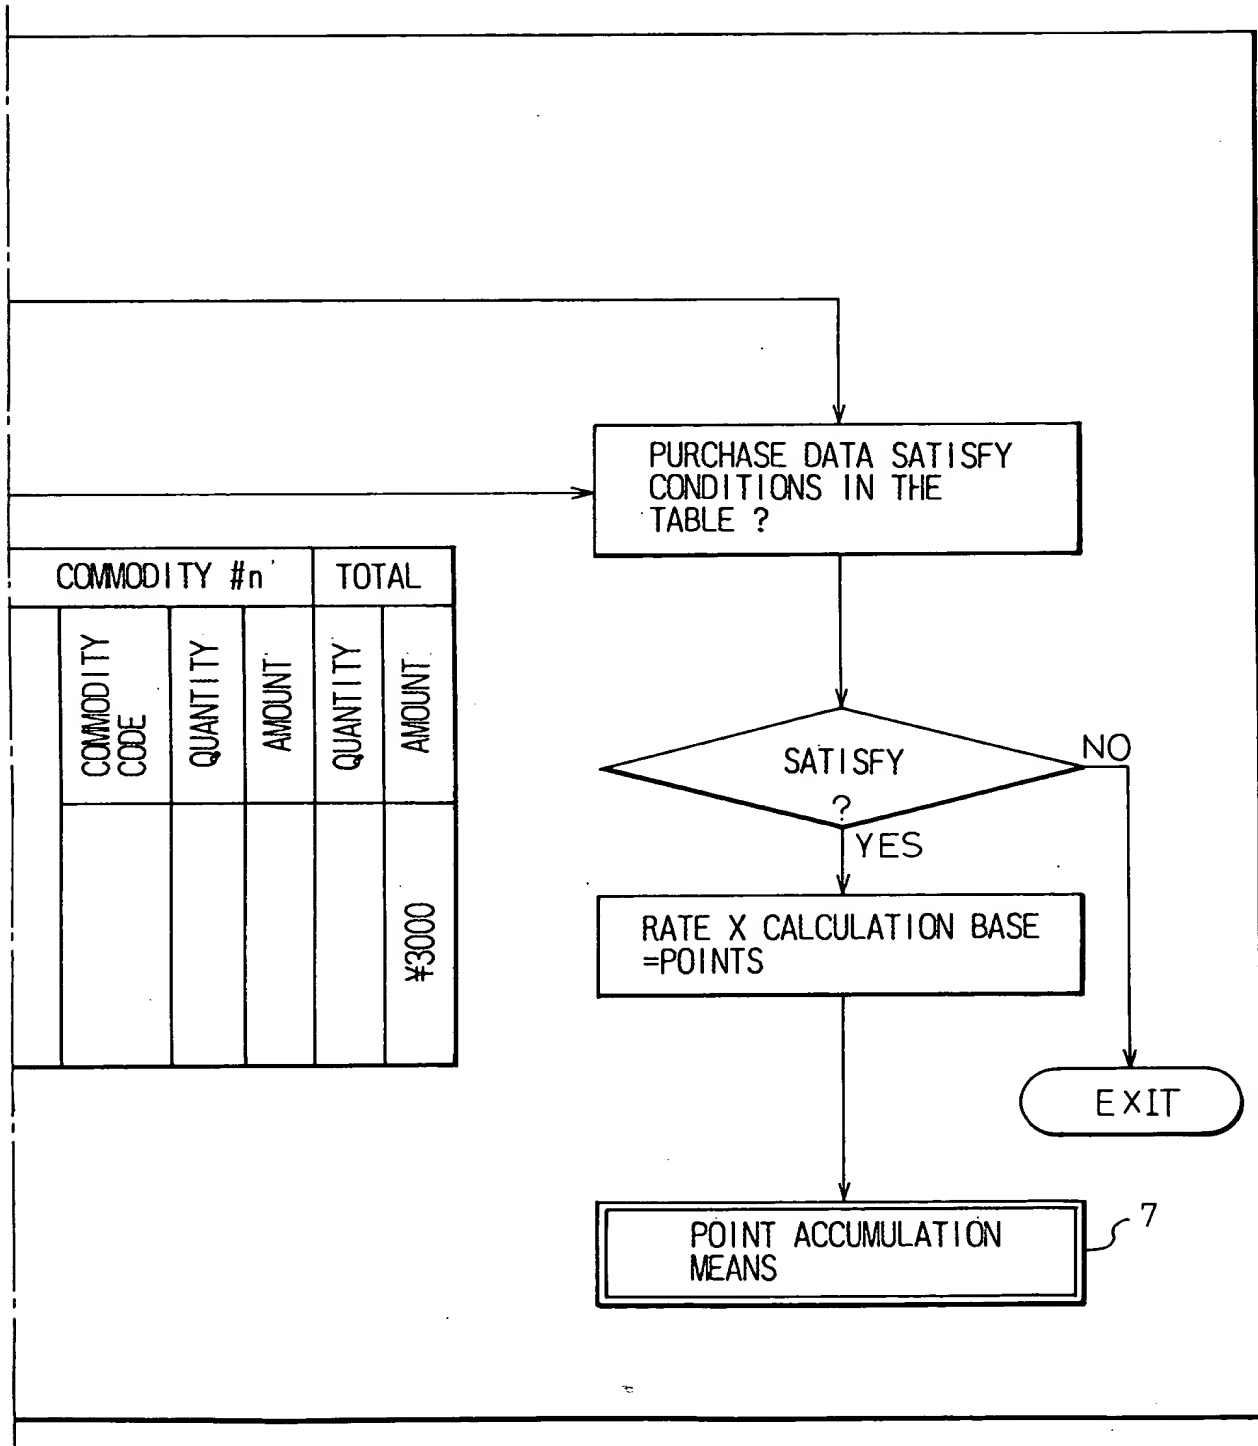 PURCHASE DATA SATISFY
CONDITIONS IN THE
TABLE ?
COMMODITY #n'
TOTAL
COMMODITY
CODE
QUANTITY
AMOUNT
QUANTITY
AMOUNT
¥3000
SATISFY
?
NO
YES
RATE X CALCULATION BASE
=POINTS
EXIT
POINT ACCUMULATION
MEANS
7